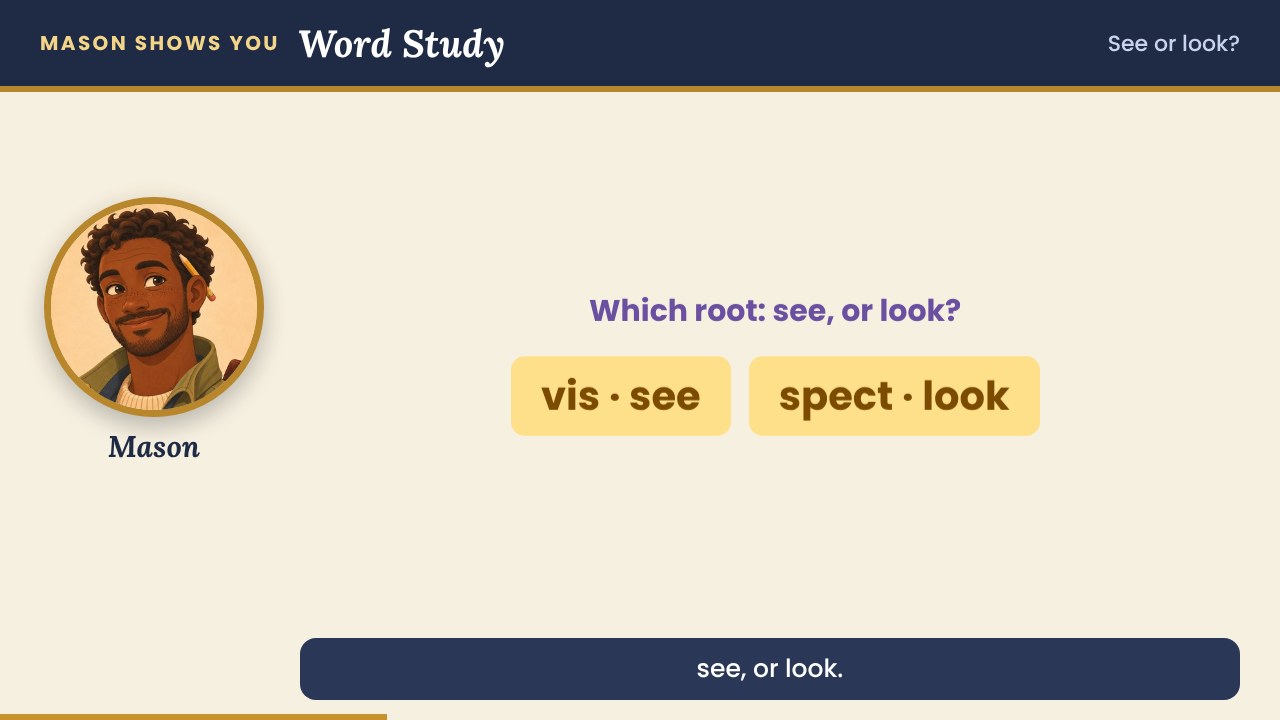 MASON SHOWS YOU Word Study
See or look?
Which root: see, or look?
vis · see
spect · look
Mason
see, or look.